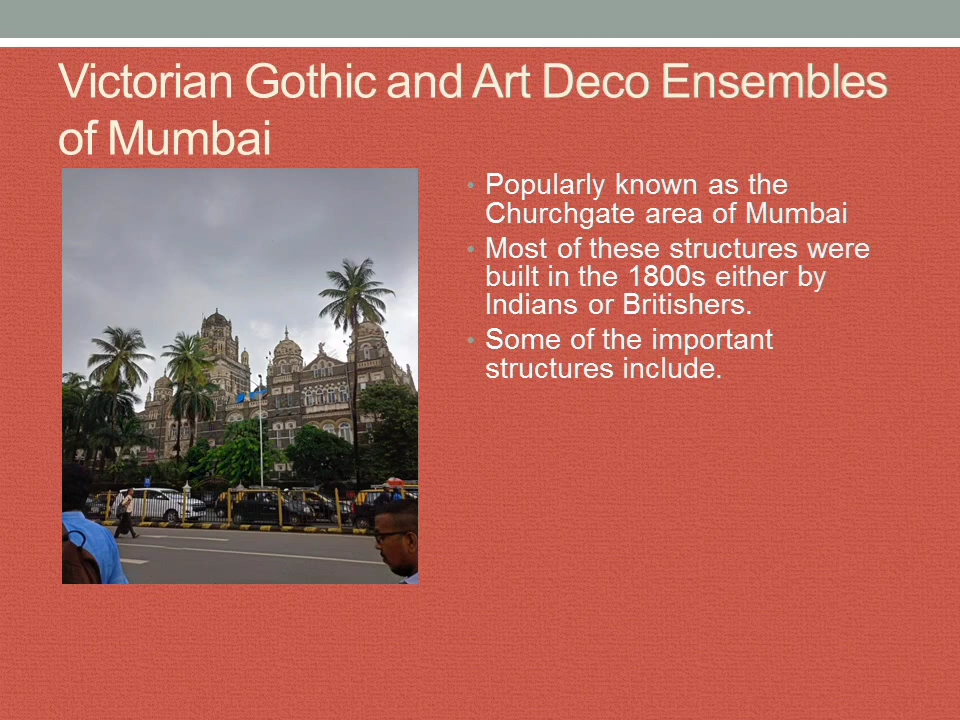 Victorian Gothic and Art Deco Ensembles
of Mumbai
• Popularly known as the
Churchgate area of Mumbai
• Most of these structures were
built in the 1800s either by
Indians or Britishers.
• Some of the important
structures include.